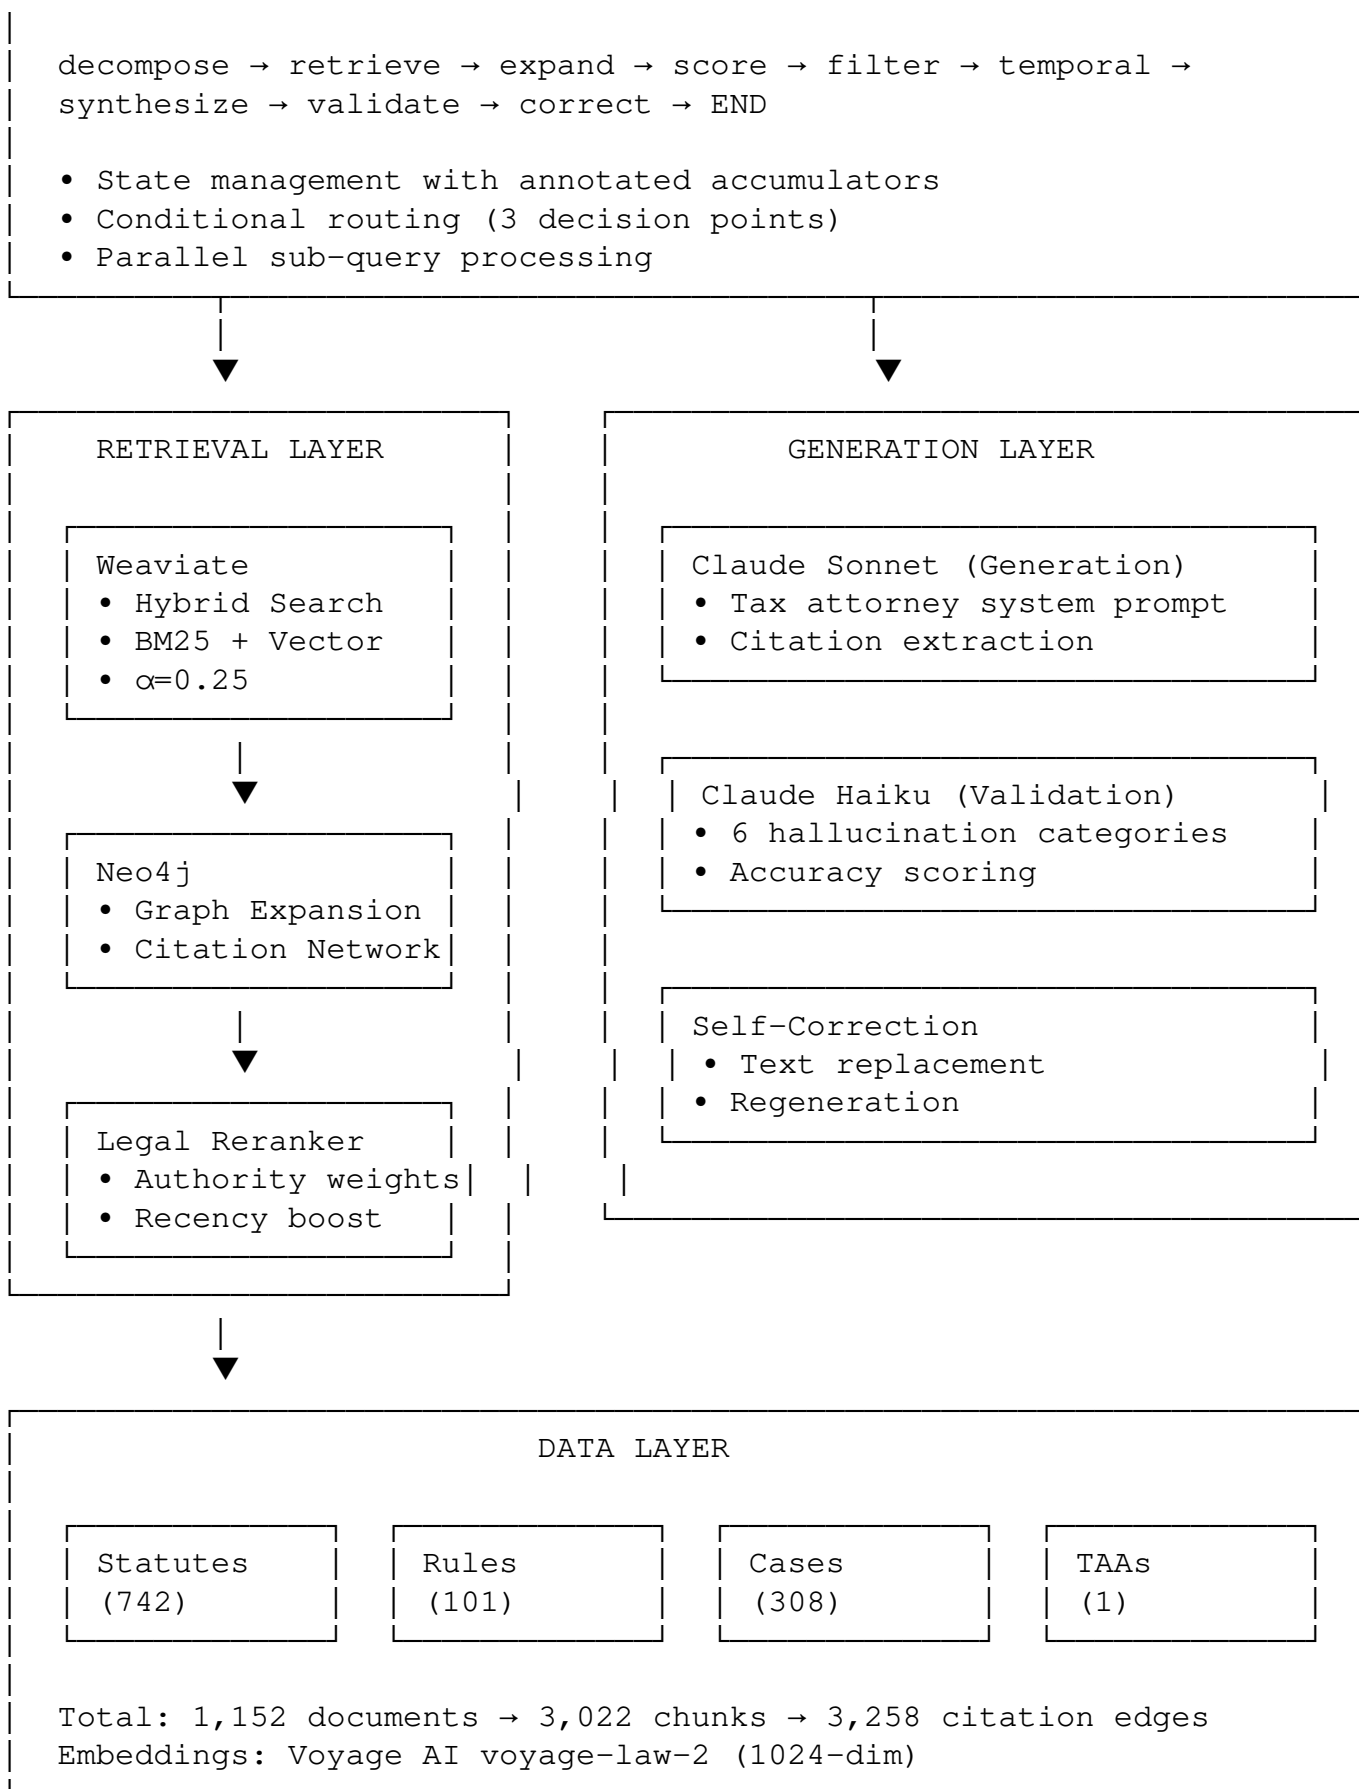 decompose → retrieve → expand → score → filter → temporal →
synthesize → validate → correct → END
• State management with annotated accumulators
• Conditional routing (3 decision points)
• Parallel sub-query processing
RETRIEVAL LAYER
Weaviate
• Hybrid Search
• BM25 + Vector
• α=0.25
Neo4j
• Graph Expansion
• Citation Network
Legal Reranker
• Authority weights
• Recency boost
GENERATION LAYER
Claude Sonnet (Generation)
• Tax attorney system prompt
• Citation extraction
Claude Haiku (Validation)
• 6 hallucination categories
• Accuracy scoring
Self-Correction
• Text replacement
• Regeneration
DATA LAYER
Statutes
(742)
Rules
(101)
Cases
(308)
TAAs
(1)
Total: 1,152 documents → 3,022 chunks → 3,258 citation edges
Embeddings: Voyage AI voyage-law-2 (1024-dim)